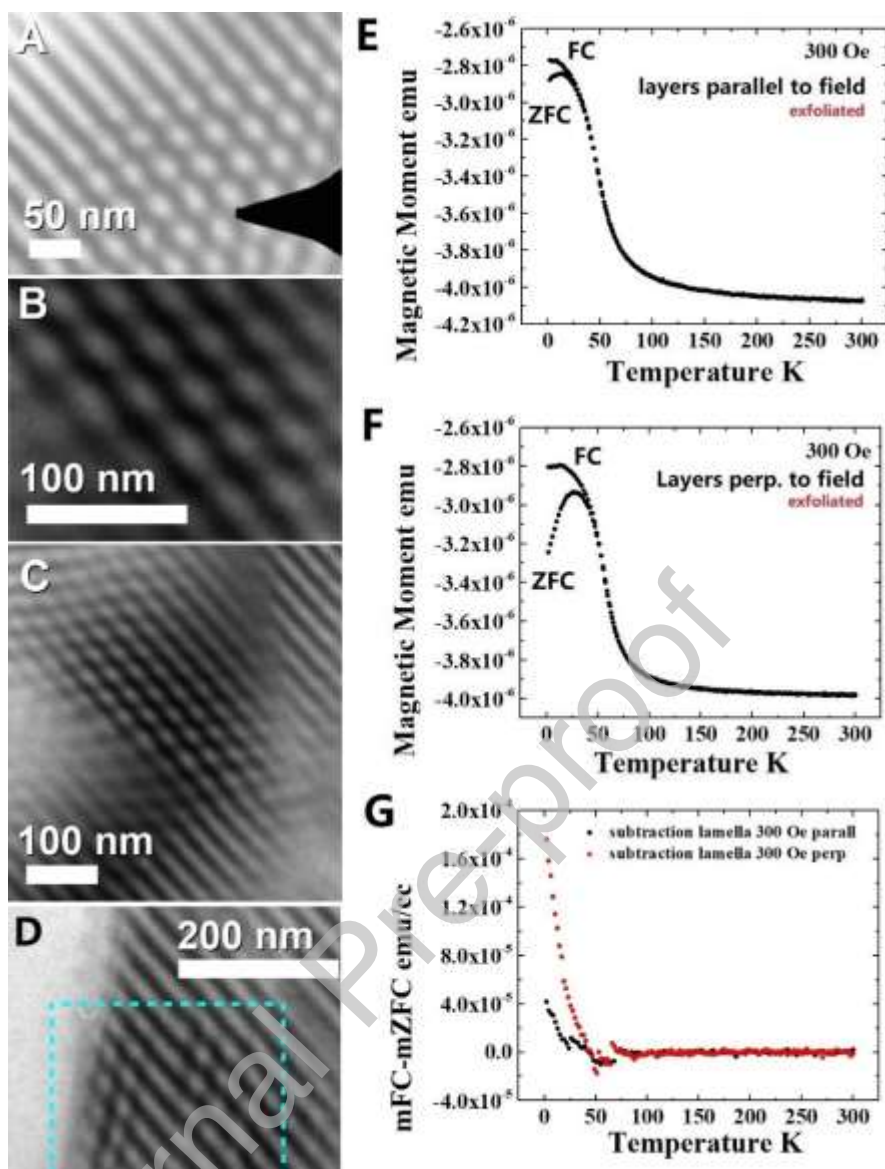 A
50 nm
B
100 nm
C
100 nm
D
200 nm
E
-2.6x10⁻⁶
-2.8x10⁻⁶
-3.0x10⁻⁶
-3.2x10⁻⁶
-3.4x10⁻⁶
-3.6x10⁻⁶
-3.8x10⁻⁶
-4.0x10⁻⁶
-4.2x10⁻⁶
Magnetic Moment emu
FC
ZFC
300 Oe
layers parallel to field
exfoliated
0 50 100 150 200 250 300
Temperature K
F
-2.6x10⁻⁶
-2.8x10⁻⁶
-3.0x10⁻⁶
-3.2x10⁻⁶
-3.4x10⁻⁶
-3.6x10⁻⁶
-3.8x10⁻⁶
-4.0x10⁻⁶
Magnetic Moment emu
FC
ZFC
300 Oe
Layers perp. to field
exfoliated
0 50 100 150 200 250 300
Temperature K
G
2.0x10⁻⁴
1.6x10⁻⁴
1.2x10⁻⁴
8.0x10⁻⁵
4.0x10⁻⁵
0.0
-4.0x10⁻⁵
mFC-mZFC emu/cc
subtraction lamella 300 Oe parall
subtraction lamella 300 Oe perp
0 50 100 150 200 250 300
Temperature K
rnal Pre-proof